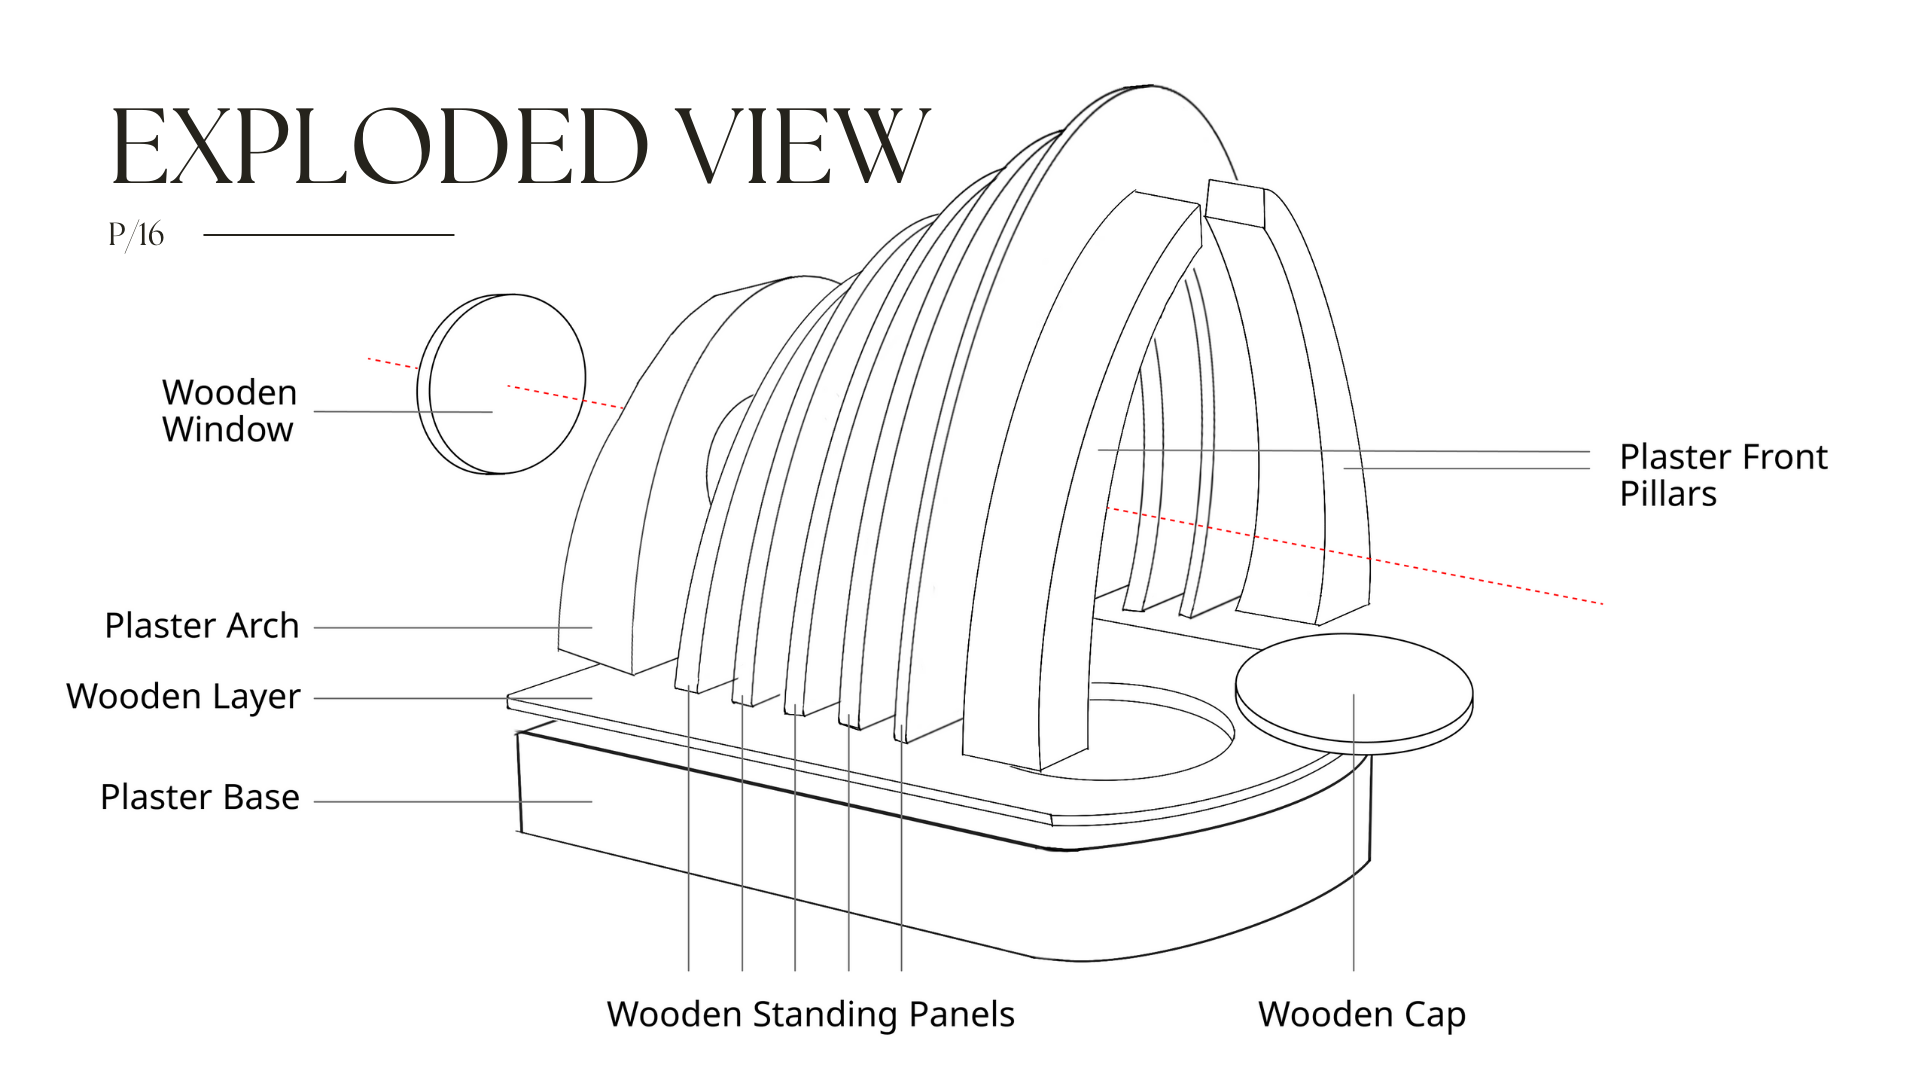 EXPLODED VIEW
P/16
Wooden
Window
Plaster Front
Pillars
Plaster Arch
Wooden Layer
Plaster Base
Wooden Standing Panels
Wooden Cap